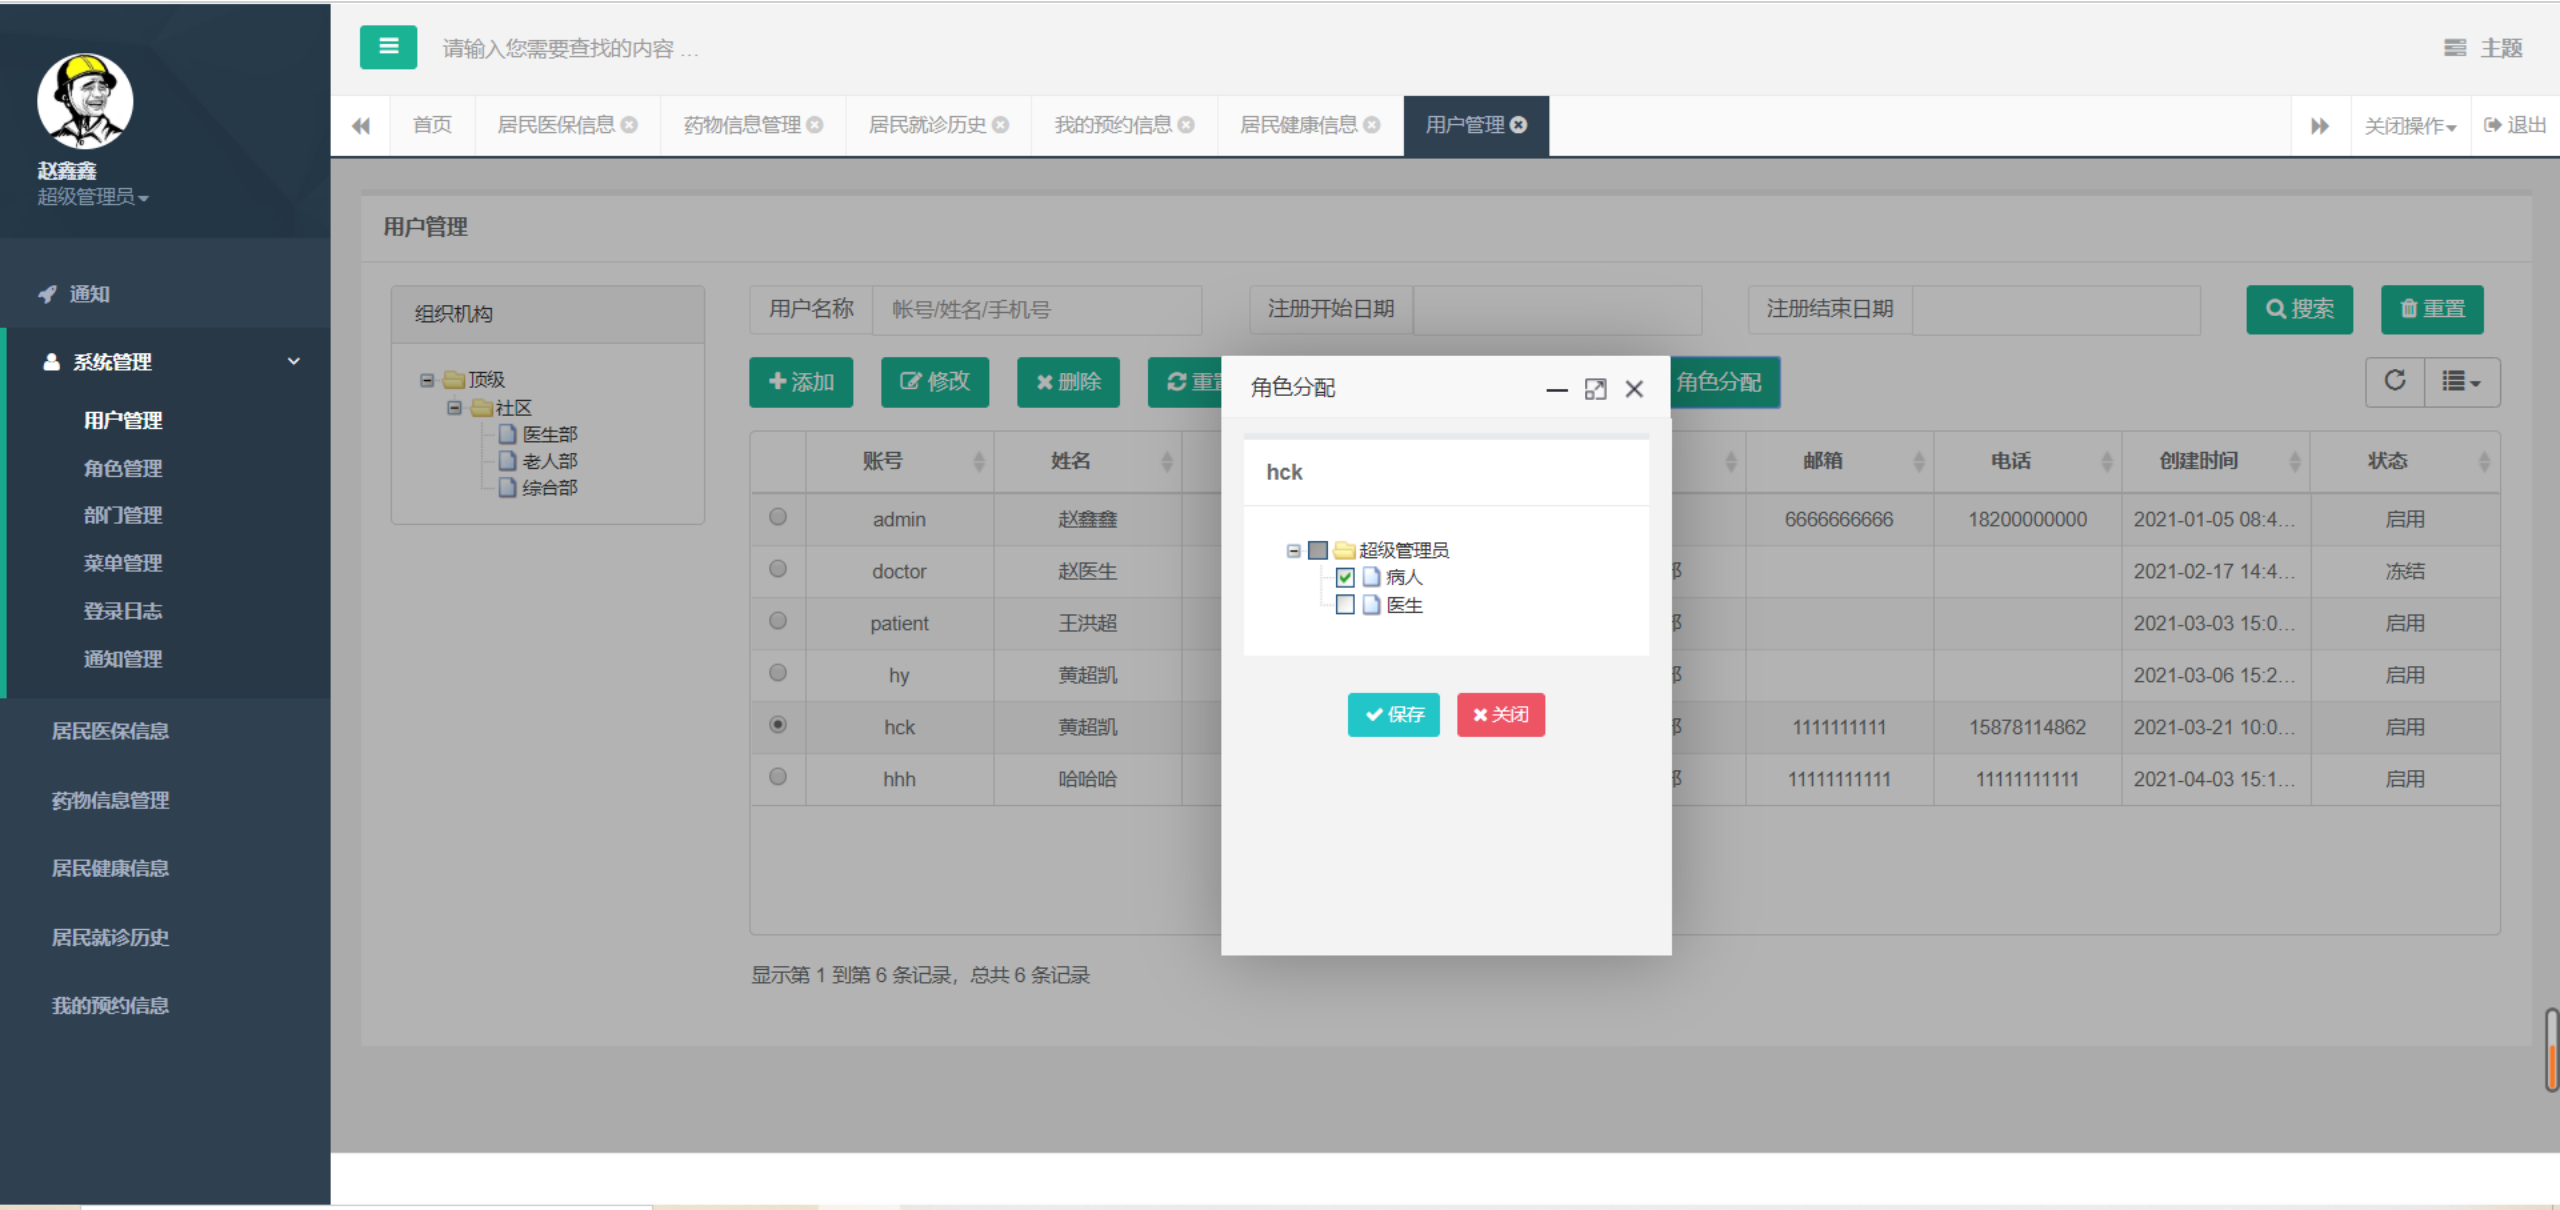 请输入您需要查找的内容 ...
主题
赵鑫鑫
超级管理员
首页 居民医保信息 药物信息管理 居民就诊历史 我的预约信息 居民健康信息 用户管理 关闭操作 退出
通知
系统管理
用户管理
角色管理
部门管理
菜单管理
登录日志
通知管理
居民医保信息
药物信息管理
居民健康信息
居民就诊历史
我的预约信息
用户管理
组织机构
顶级
社区
医生部
老人部
综合部
用户名称 帐号/姓名/手机号 注册开始日期 注册结束日期 搜索 重置
添加 修改 删除 重 角色分配
账号 姓名 邮箱 电话 创建时间 状态
admin 赵鑫鑫 6666666666 18200000000 2021-01-05 08:4... 启用
doctor 赵医生 2021-02-17 14:4... 冻结
patient 王洪超 2021-03-03 15:0... 启用
hy 黄超凯 2021-03-06 15:2... 启用
hck 黄超凯 1111111111 15878114862 2021-03-21 10:0... 启用
hhh 哈哈哈 11111111111 11111111111 2021-04-03 15:1... 启用
显示第 1 到第 6 条记录，总共 6 条记录
角色分配
hck
超级管理员
病人
医生
保存 关闭